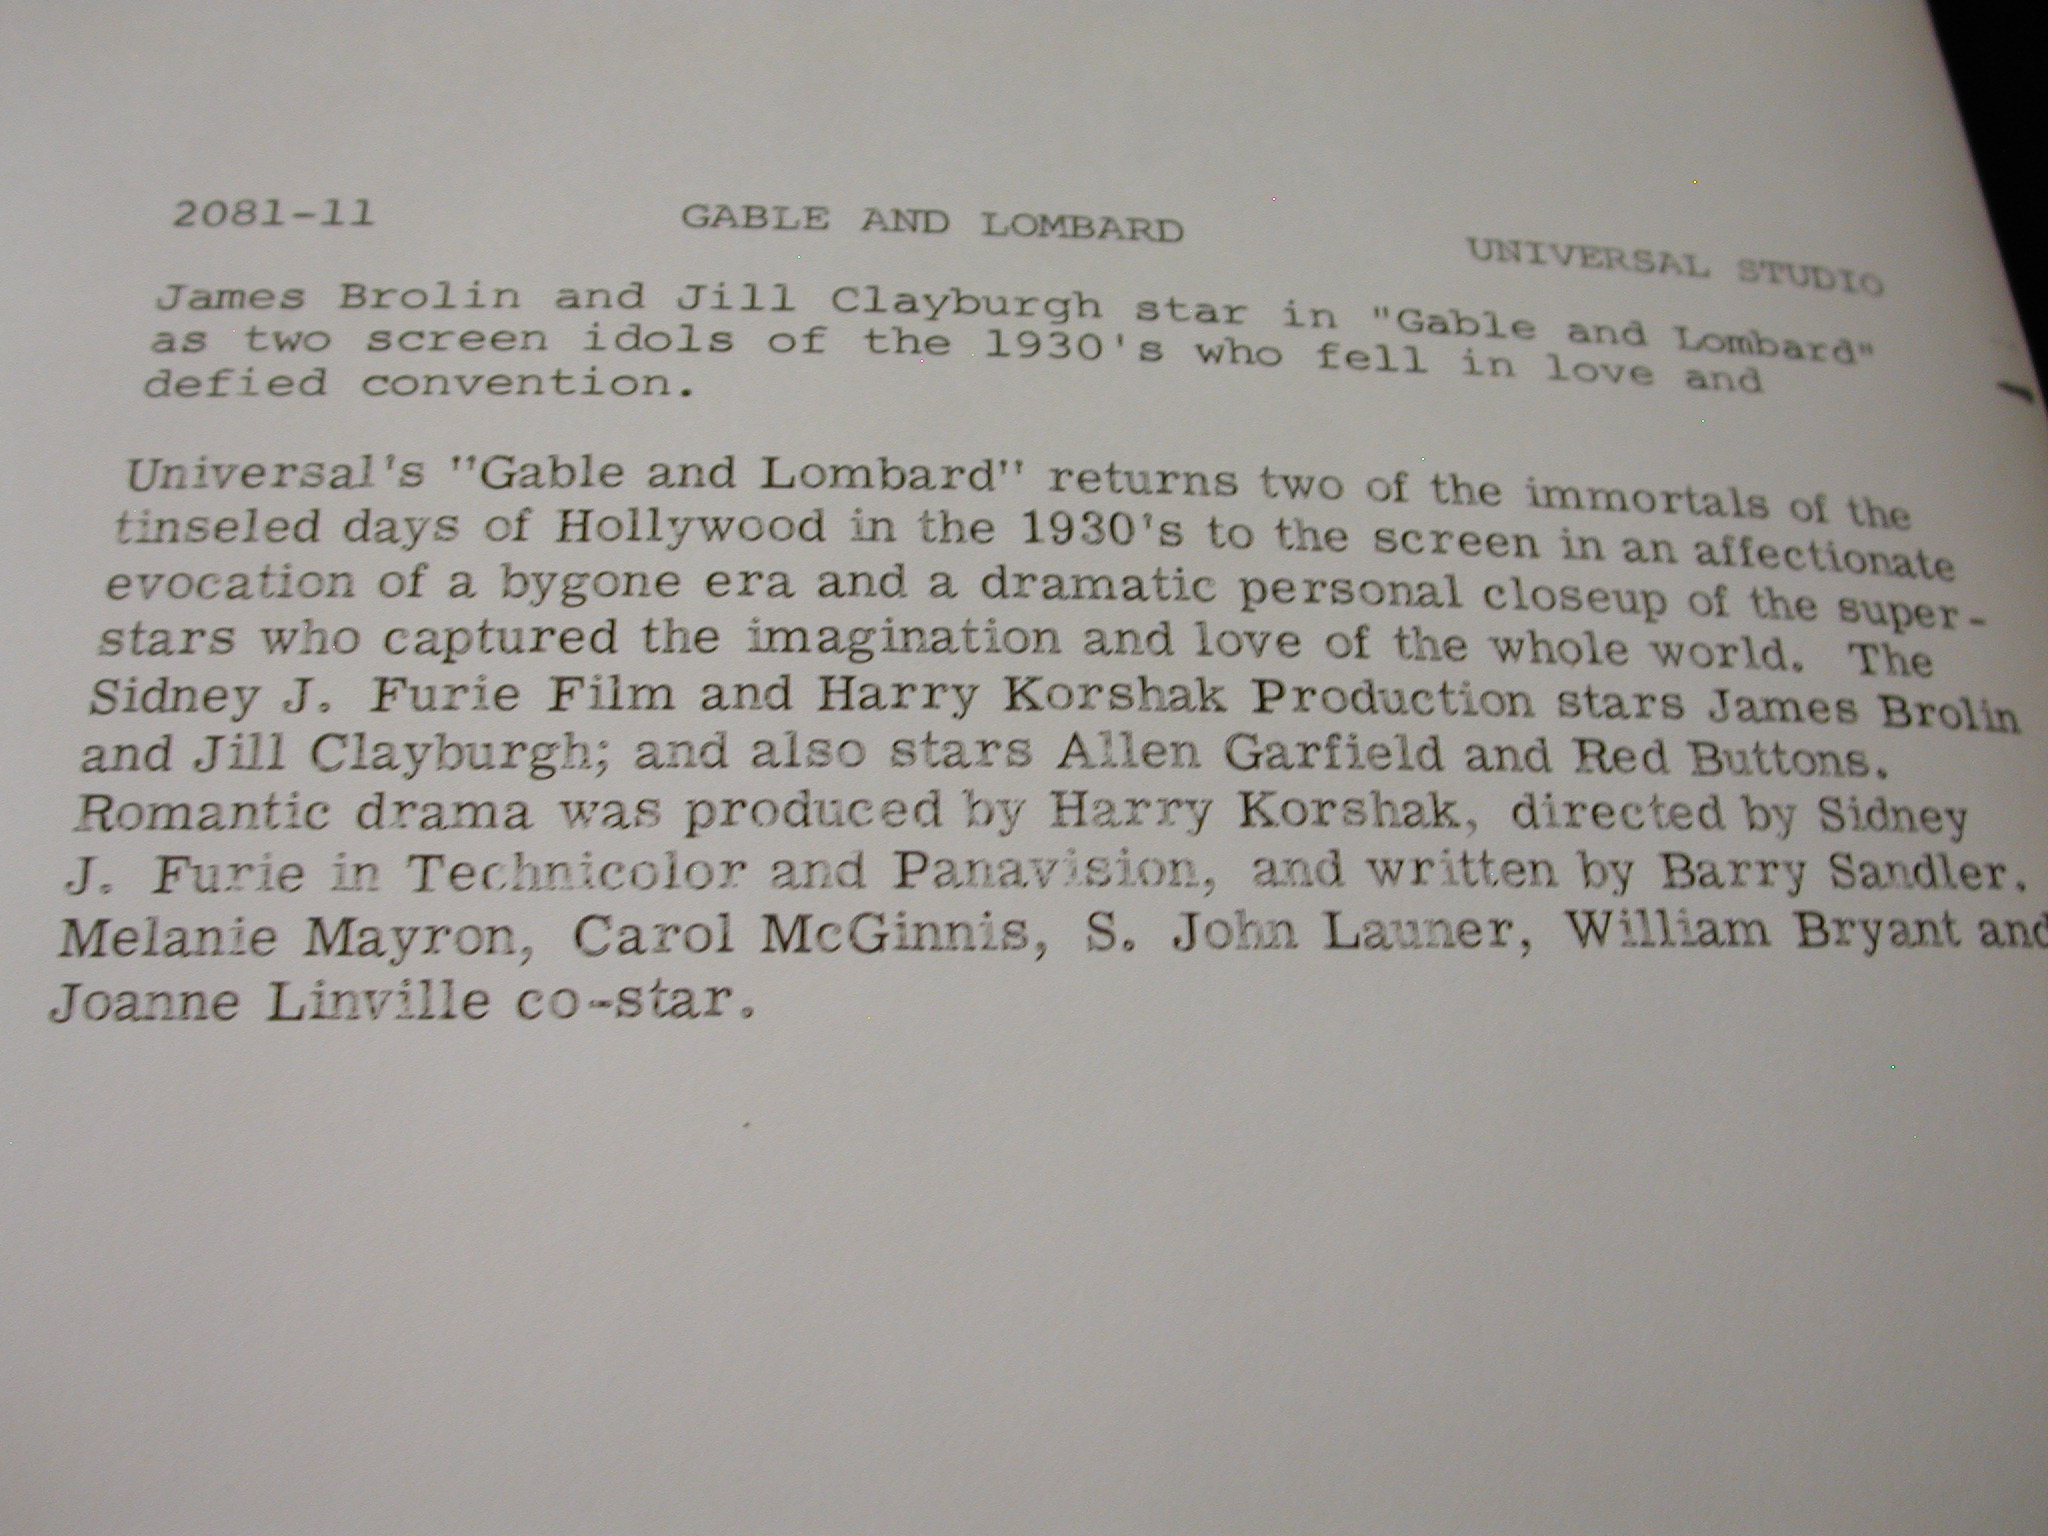 2081-11 GABLE AND LOMBARD UNIVERSAL STUDIO
James Brolin and Jill Clayburgh star in "Gable and Lombard"
as two screen idols of the 1930's who fell in love and
defied convention.
Universal's "Gable and Lombard" returns two of the immortals of the
tinseled days of Hollywood in the 1930's to the screen in an affectionate
evocation of a bygone era and a dramatic personal closeup of the super-
stars who captured the imagination and love of the whole world. The
Sidney J. Furie Film and Harry Korshak Production stars James Brolin
and Jill Clayburgh; and also stars Allen Garfield and Red Buttons.
Romantic drama was produced by Harry Korshak, directed by Sidney
J. Furie in Technicolor and Panavision, and written by Barry Sandler.
Melanie Mayron, Carol McGinnis, S. John Launer, William Bryant and
Joanne Linville co-star.